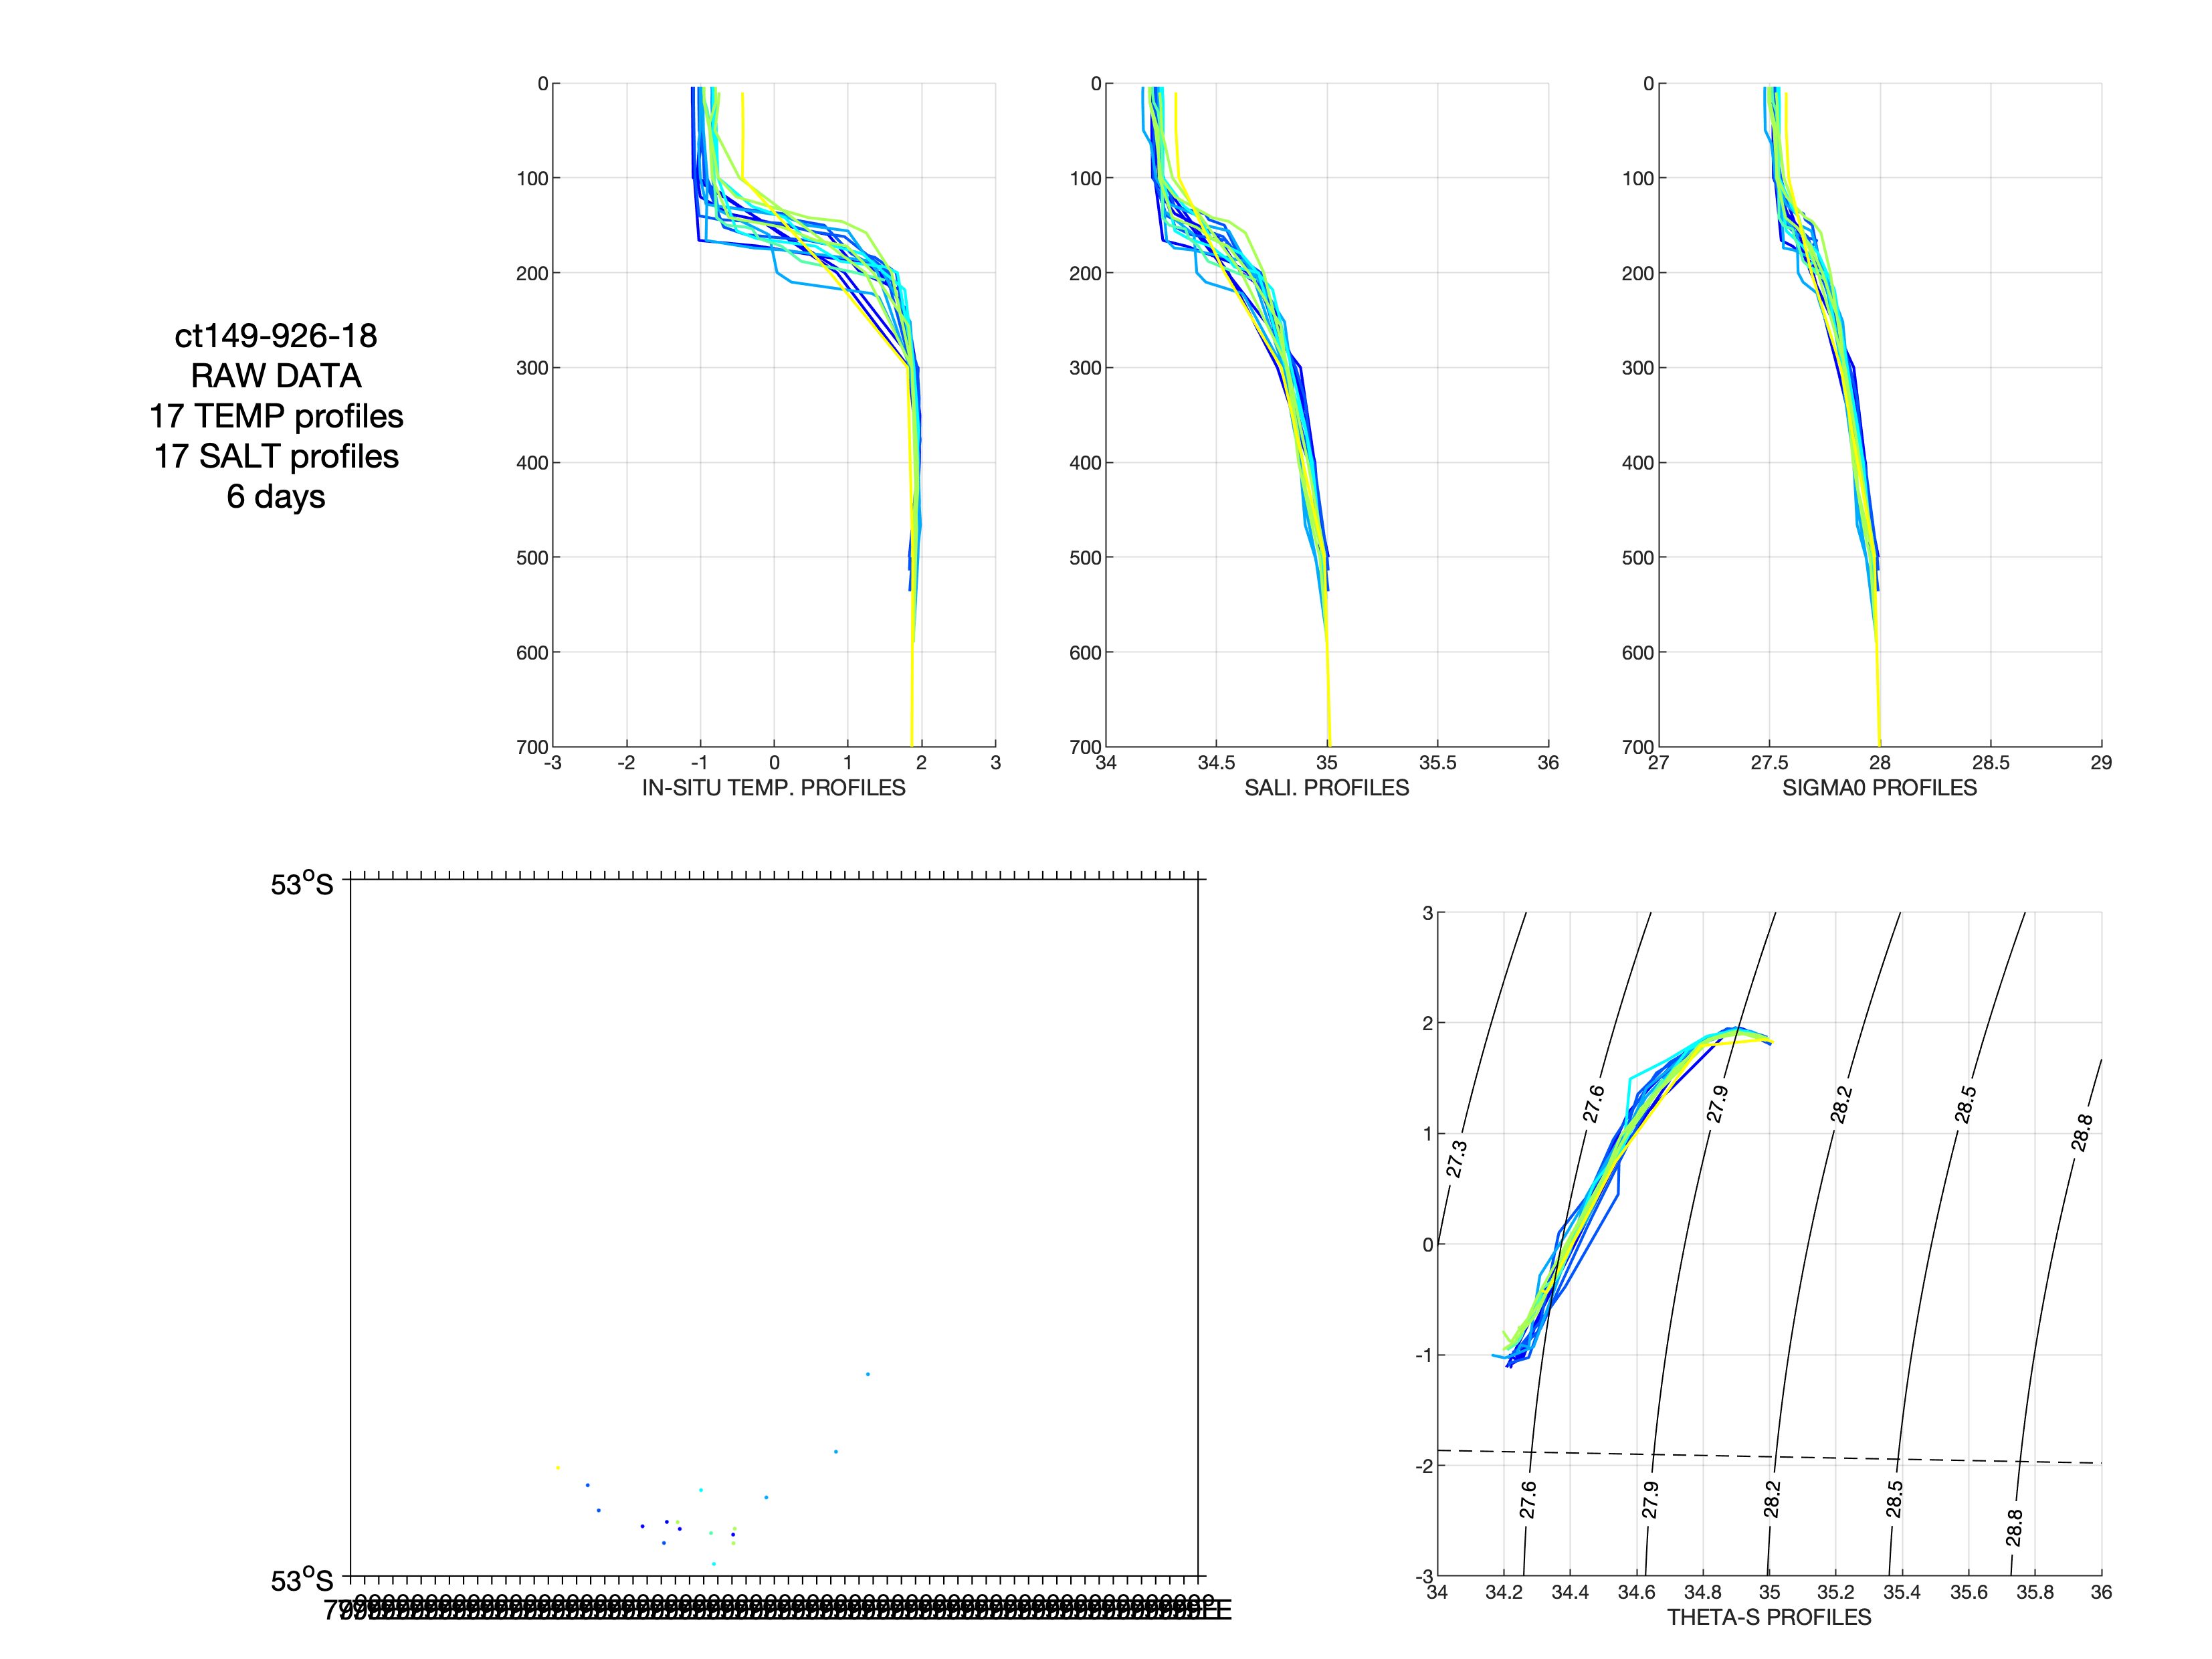 ct149-926-18
RAW DATA
17 TEMP profiles
17 SALT profiles
6 days
0
100
200
300
400
500
600
700
-3 -2 -1 0 1 2 3
IN-SITU TEMP. PROFILES
0
100
200
300
400
500
600
700
34 34.5 35 35.5 36
SALI. PROFILES
0
100
200
300
400
500
600
700
27 27.5 28 28.5 29
SIGMA0 PROFILES
53°S
53°S
3
2
1
0
-1
-2
-3
27.3
27.6
27.9
28.2
28.5
28.8
27.6
27.9
28.2
28.5
28.8
34 34.2 34.4 34.6 34.8 35 35.2 35.4 35.6 35.8 36
THETA-S PROFILES